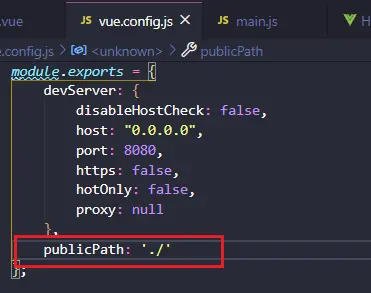 .vue
JS vue.config.js ×
JS main.js
H
e.config.js > <unknown> > publicPath
module.exports = {
devServer: {
disableHostCheck: false,
host: "0.0.0.0",
port: 8080,
https: false,
hotOnly: false,
proxy: null
},
publicPath: './'
};